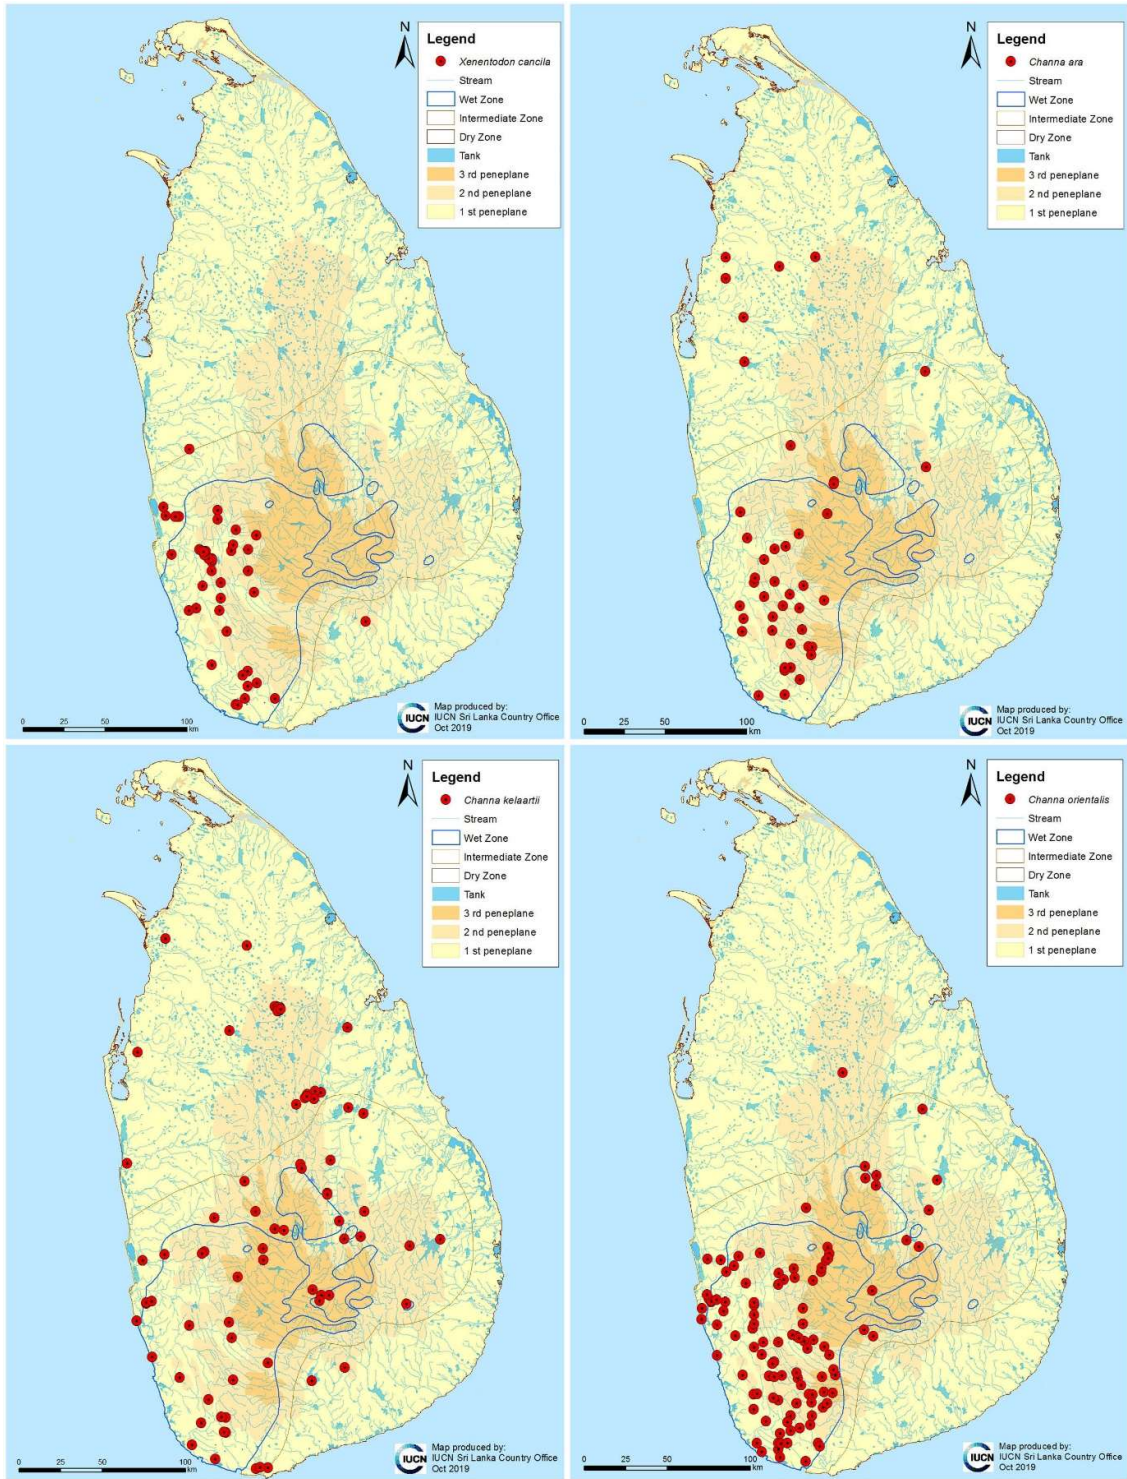 N
Legend
Xenentodon cancila
Stream
Wet Zone
Intermediate Zone
Dry Zone
Tank
3 rd peneplane
2 nd peneplane
1 st peneplane
0 25 50 100
km
IUCN
Map produced by:
IUCN Sri Lanka Country Office
Oct 2019
N
Legend
Channa ara
Stream
Wet Zone
Intermediate Zone
Dry Zone
Tank
3 rd peneplane
2 nd peneplane
1 st peneplane
0 25 50 100
km
IUCN
Map produced by:
IUCN Sri Lanka Country Office
Oct 2019
N
Legend
Channa kelaartii
Stream
Wet Zone
Intermediate Zone
Dry Zone
Tank
3 rd peneplane
2 nd peneplane
1 st peneplane
0 25 50 100
km
IUCN
Map produced by:
IUCN Sri Lanka Country Office
Oct 2019
N
Legend
Channa orientalis
Stream
Wet Zone
Intermediate Zone
Dry Zone
Tank
3 rd peneplane
2 nd peneplane
1 st peneplane
0 25 50 100
km
IUCN
Map produced by:
IUCN Sri Lanka Country Office
Oct 2019